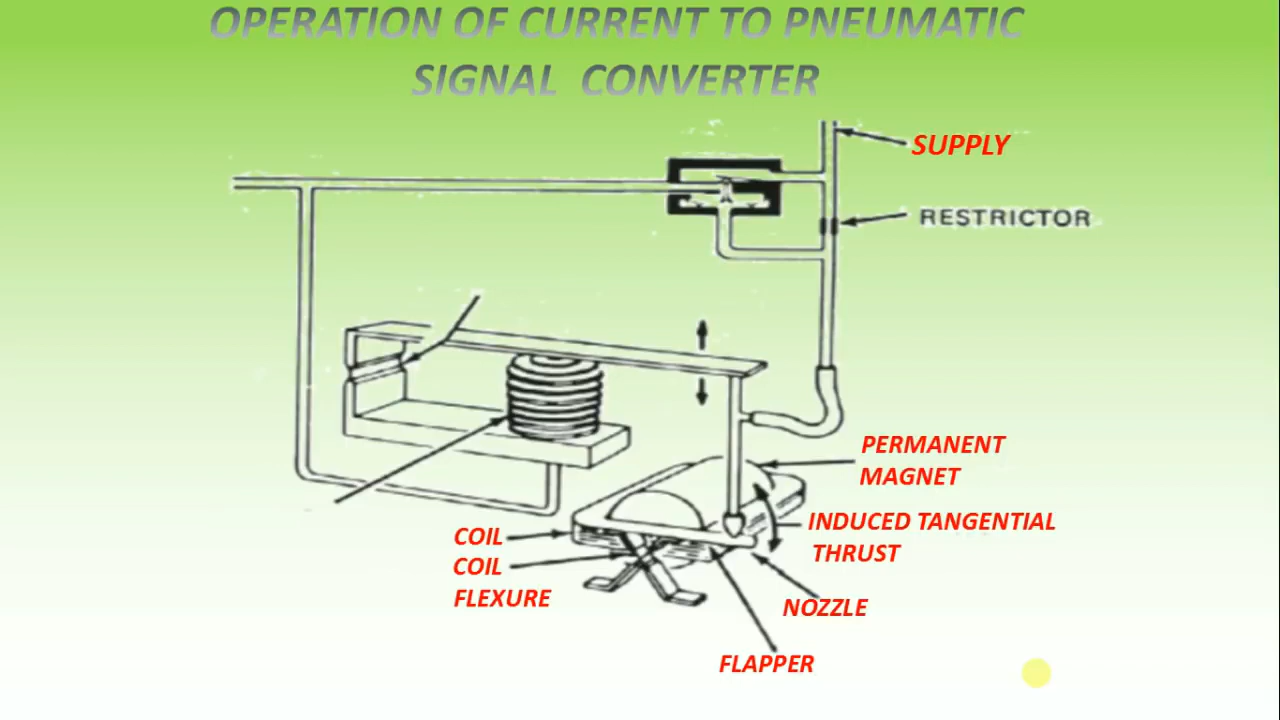 OPERATION OF CURRENT TO PNEUMATIC
SIGNAL CONVERTER
SUPPLY
RESTRICTOR
PERMANENT
MAGNET
INDUCED TANGENTIAL
THRUST
COIL
COIL
FLEXURE
NOZZLE
FLAPPER